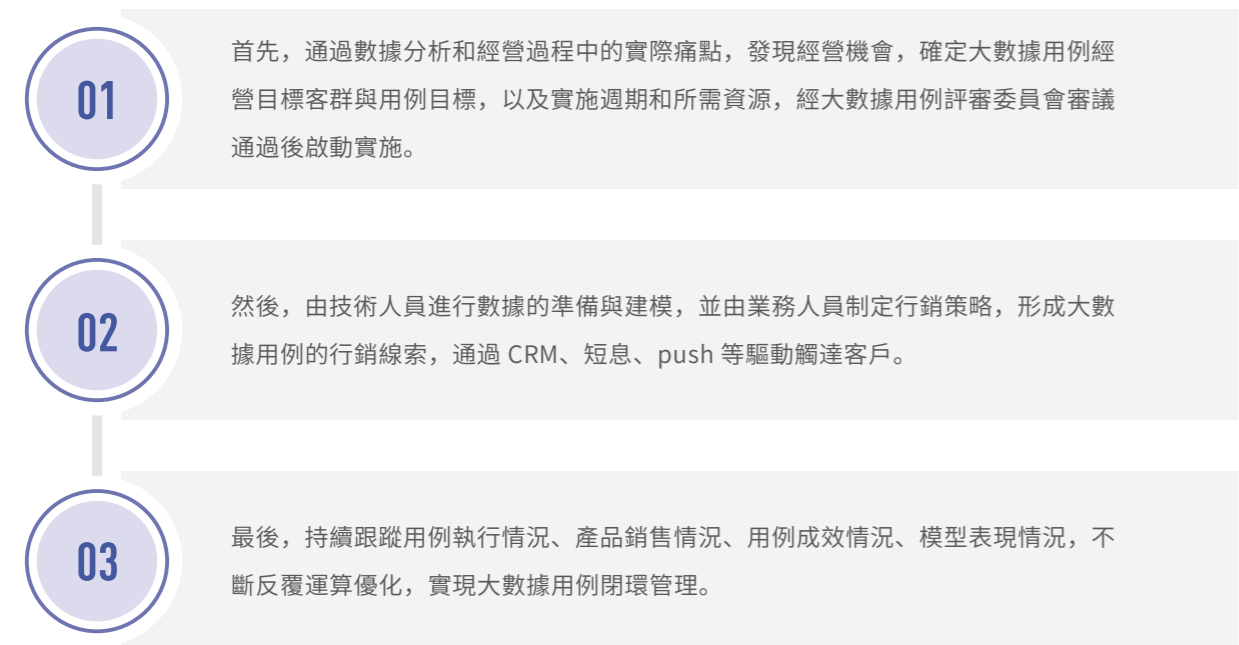 01
首先，通過數據分析和經營過程中的實際痛點，發現經營機會，確定大數據用例經
營目標客群與用例目標，以及實施週期和所需資源，經大數據用例評審委員會審議
通過後啟動實施。
02
然後，由技術人員進行數據的準備與建模，並由業務人員制定行銷策略，形成大數
據用例的行銷線索，通過 CRM、短息、push 等驅動觸達客戶。
03
最後，持續跟蹤用例執行情況、產品銷售情況、用例成效情況、模型表現情況，不
斷反覆運算優化，實現大數據用例閉環管理。